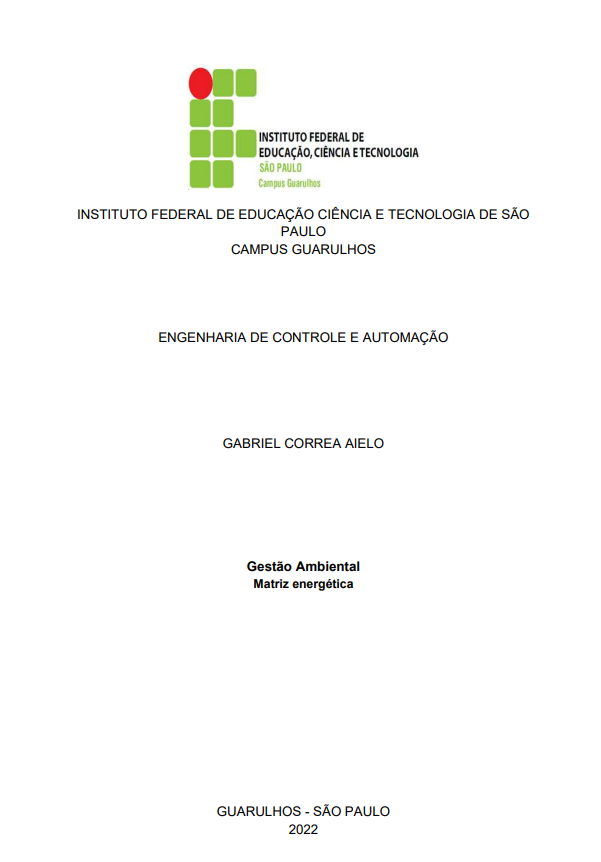 INSTITUTO FEDERAL DE
EDUCAÇÃO, CIÊNCIA E TECNOLOGIA
SÃO PAULO
Campus Guarulhos
INSTITUTO FEDERAL DE EDUCAÇÃO CIÊNCIA E TECNOLOGIA DE SÃO
PAULO
CAMPUS GUARULHOS
ENGENHARIA DE CONTROLE E AUTOMAÇÃO
GABRIEL CORREA AIELO
Gestão Ambiental
Matriz energética
GUARULHOS - SÃO PAULO
2022